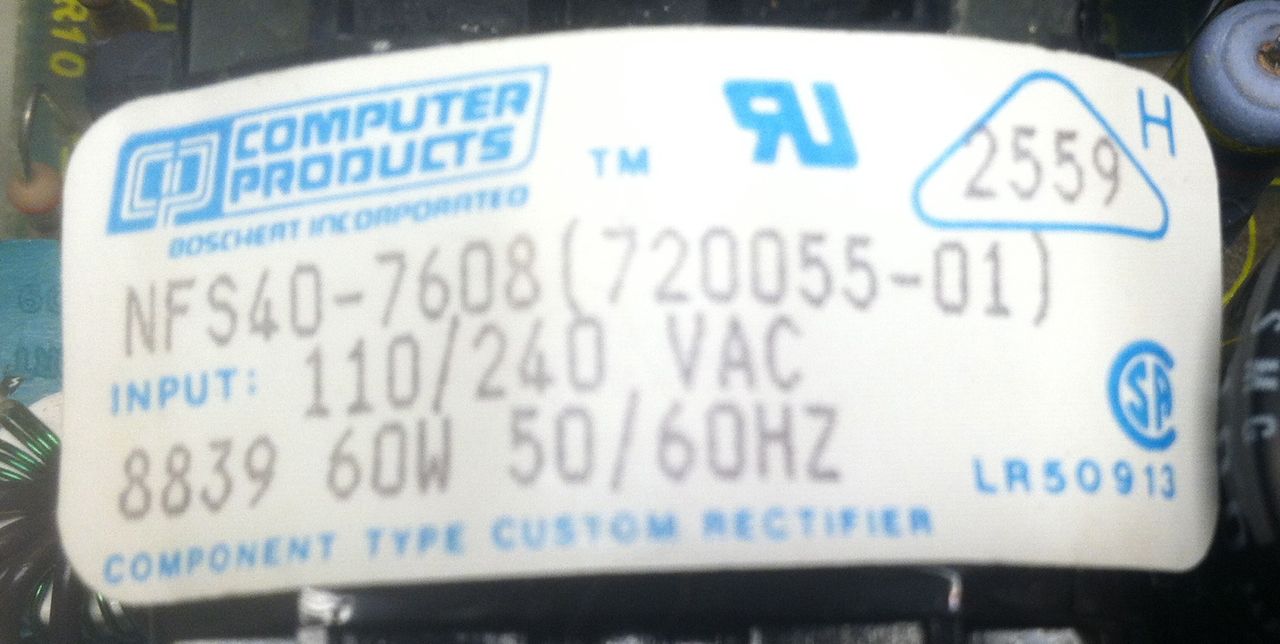 R10
COMPUTER
PRODUCTS
BOSCHERT INCORPORATED
TM
2559
H
NFS40-7608(720055-01)
INPUT: 110/240 VAC
8839 60W 50/60HZ
LR50913
COMPONENT TYPE CUSTOM RECTIFIER